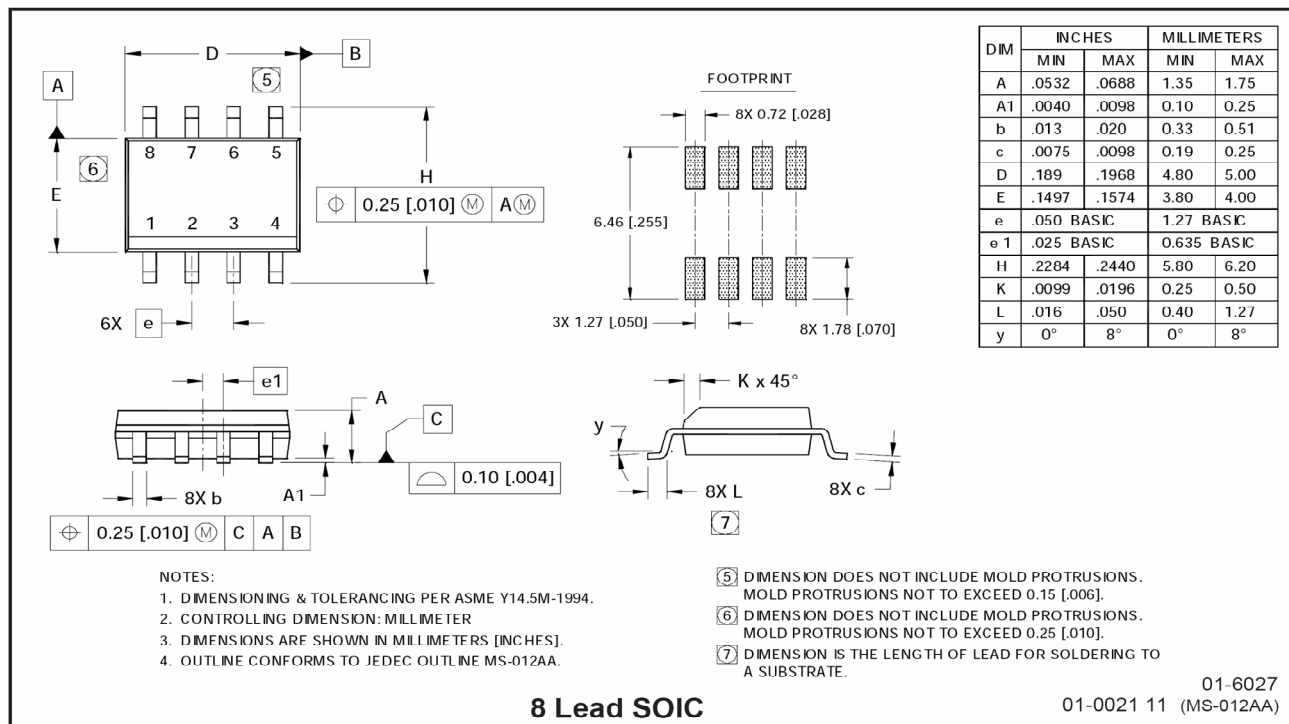 D
B
5
A
8 7 6 5
6
E
H
⌖ 0.25 [.010] Ⓜ AⓂ
1 2 3 4
6X e
FOOTPRINT
8X 0.72 [.028]
6.46 [.255]
3X 1.27 [.050]
8X 1.78 [.070]
DIM INCHES MILLIMETERS
MIN MAX MIN MAX
A .0532 .0688 1.35 1.75
A1 .0040 .0098 0.10 0.25
b .013 .020 0.33 0.51
c .0075 .0098 0.19 0.25
D .189 .1968 4.80 5.00
E .1497 .1574 3.80 4.00
e .050 BASIC 1.27 BASIC
e 1 .025 BASIC 0.635 BASIC
H .2284 .2440 5.80 6.20
K .0099 .0196 0.25 0.50
L .016 .050 0.40 1.27
y 0° 8° 0° 8°
e1
A
C
0.10 [.004]
A1
8X b
⌖ 0.25 [.010] Ⓜ C A B
K x 45°
y
8X L
7
8X c
NOTES:
1. DIMENSIONING & TOLERANCING PER ASME Y14.5M-1994.
2. CONTROLLING DIMENSION: MILLIMETER
3. DIMENSIONS ARE SHOWN IN MILLIMETERS [INCHES].
4. OUTLINE CONFORMS TO JEDEC OUTLINE MS-012AA.
5 DIMENSION DOES NOT INCLUDE MOLD PROTRUSIONS.
MOLD PROTRUSIONS NOT TO EXCEED 0.15 [.006].
6 DIMENSION DOES NOT INCLUDE MOLD PROTRUSIONS.
MOLD PROTRUSIONS NOT TO EXCEED 0.25 [.010].
7 DIMENSION IS THE LENGTH OF LEAD FOR SOLDERING TO
A SUBSTRATE.
8 Lead SOIC
01-6027
01-0021 11 (MS-012AA)